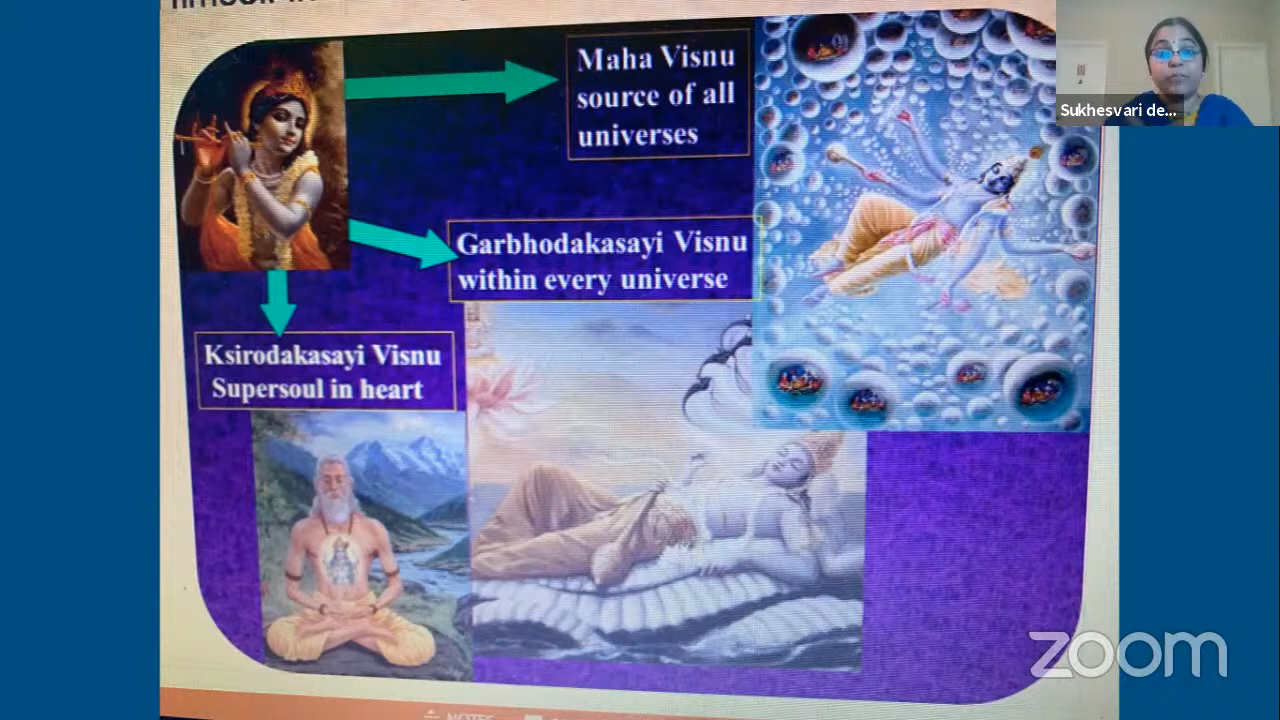 Maha Visnu
source of all
universes
Garbhodakasayi Visnu
within every universe
Ksirodakasayi Visnu
Supersoul in heart
Sukhesvari de...
zoom
NOTES